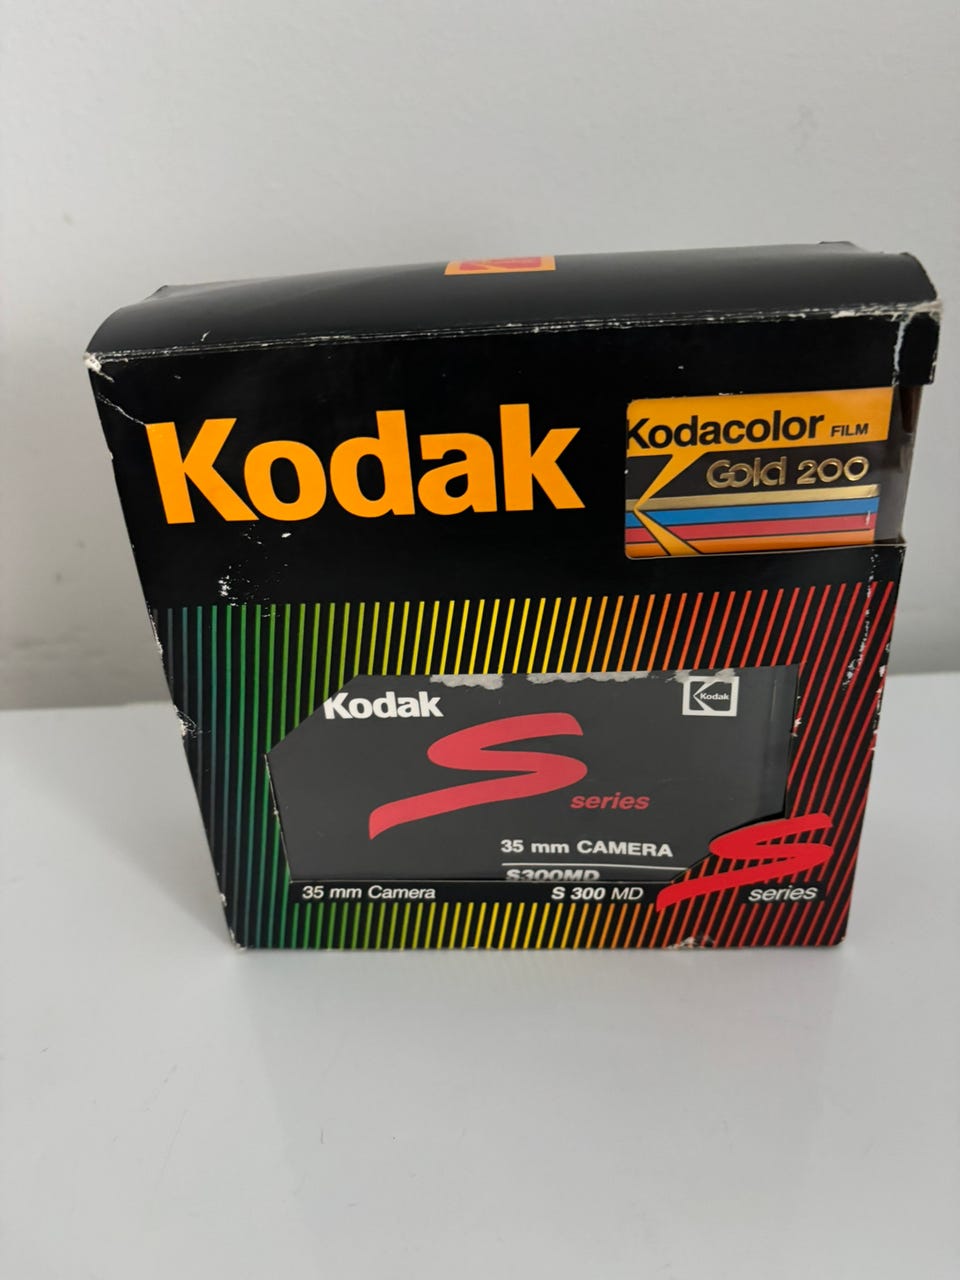 Kodak
Kodacolor FILM
Gold 200
Kodak
Kodak
S
series
35 mm CAMERA
S300MD
35 mm Camera
S 300 MD
S
series